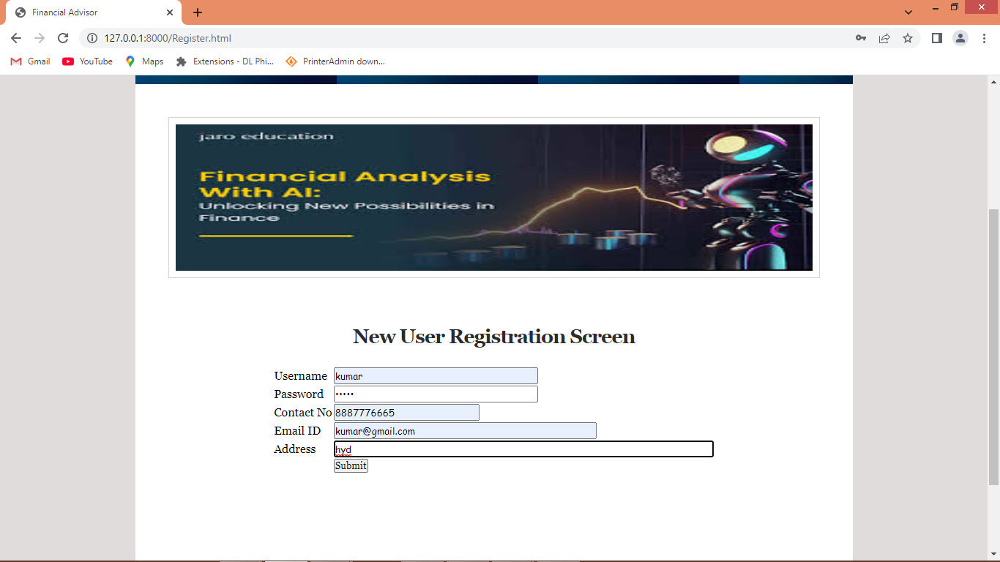 Financial Advisor
127.0.0.1:8000/Register.html
Gmail YouTube Maps Extensions - DL Phi... PrinterAdmin down...
jaro education
Financial Analysis
With AI:
Unlocking New Possibilities in
Finance
New User Registration Screen
Username kumar
Password •••••
Contact No 8887776665
Email ID kumar@gmail.com
Address hyd
Submit